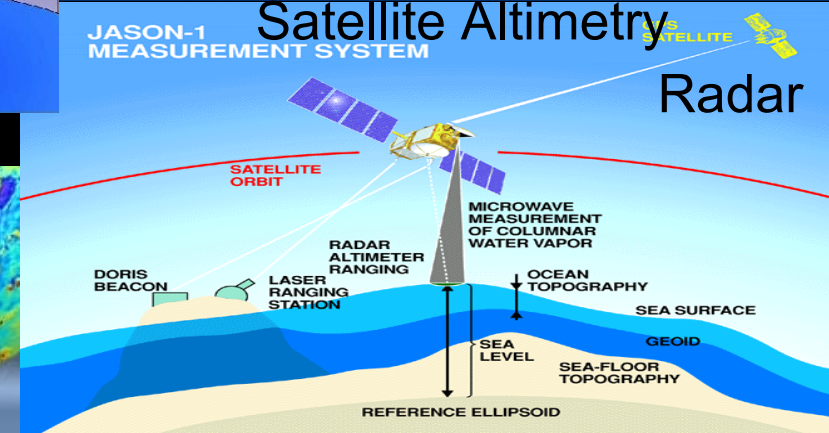 Satellite Altimetry
JASON-1
MEASUREMENT SYSTEM
GPS
SATELLITE
Radar
SATELLITE
ORBIT
MICROWAVE
MEASUREMENT
OF COLUMNAR
WATER VAPOR
RADAR
ALTIMETER
RANGING
DORIS
BEACON
LASER
RANGING
STATION
OCEAN
TOPOGRAPHY
SEA SURFACE
GEOID
SEA
LEVEL
SEA-FLOOR
TOPOGRAPHY
REFERENCE ELLIPSOID